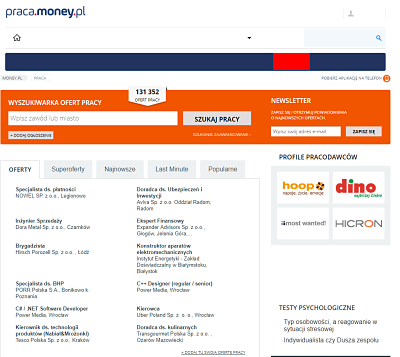 praca.money.pl
MONEY.PL PRACA
POBIERZ APLIKACJĘ NA TELEFON
131 352
OFERT PRACY
WYSZUKIWARKA OFERT PRACY
Wpisz zawód lub miasto
SZUKAJ PRACY
+ DODAJ OGŁOSZENIE
SZUKANIE ZAAWANSOWANE
NEWSLETTER
ZAPISZ SIĘ I OTRZYMUJ POWIADOMIENIA
O NAJNOWSZYCH OFERTACH.
Wpisz swój adres e-mail
ZAPISZ SIĘ
OFERTY
Superoferty
Najnowsze
Last Minute
Popularne
Specjalista ds. płatności
NOWEL SP. z o.o., Legionowo
Inżynier Sprzedaży
Dora Metal Sp. z o.o., Czarnków
Brygadzista
Hirsch Porozell Sp. z o.o., Łódź
Specjalista ds. BHP
PORR Polska S.A., Bonikowo k.
Poznania
C# / .NET Software Developer
Power Media, Wrocław
Kierownik ds. technologii
produktów (Nabiał&Mrożonki)
Tesco Polska Sp. z o.o., Kraków
Doradca ds. Ubezpieczeń i
Inwestycji
Aviva Sp. z o.o. Oddział Radom,
Radom
Ekspert Finansowy
Expander Advisors Sp. z o.o.,
Głogów, Jelenia Góra,...
Konstruktor aparatów
elektromechanicznych
Instytut Energetyki - Zakład
Doświadczalny w Białymstoku,
Białystok
C++ Designer (regular / senior)
Power Media, Wrocław
Kierowca
Uber Poland Sp. z o. o., Wrocław
Doradca ds. kulinarnych
Transgourmet Polska Sp. z o.o.,
Ożarów Mazowiecki
+ DODAJ TU SWOJĄ OFERTĘ PRACY
PROFILE PRACODAWCÓW
hoop
napoje, życie, emocje
dino
most wanted!
HICRON
TESTY PSYCHOLOGICZNE
Typ osobowości, a reagowanie w
sytuacji stresowej
Indywidualista czy Dusza zespołu